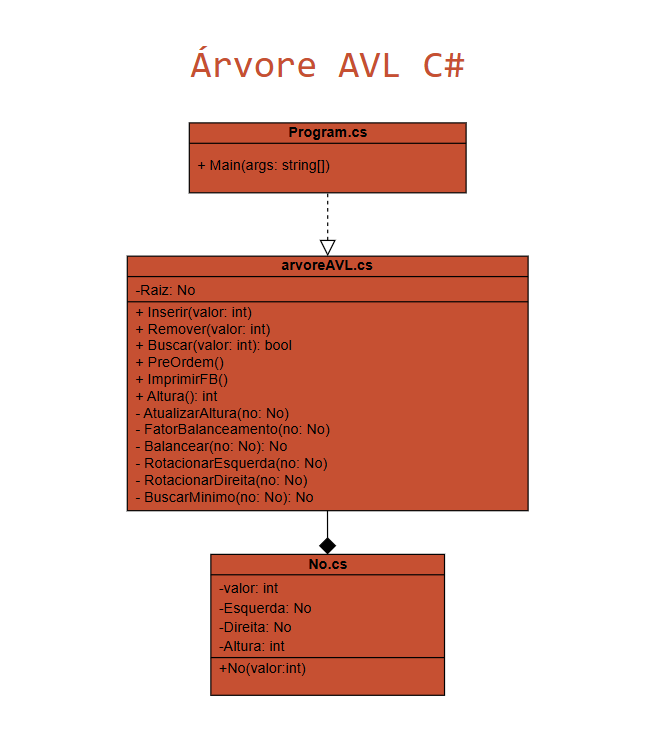 Árvore AVL C#
Program.cs
+ Main(args: string[])
arvoreAVL.cs
-Raiz: No
+ Inserir(valor: int)
+ Remover(valor: int)
+ Buscar(valor: int): bool
+ PreOrdem()
+ ImprimirFB()
+ Altura(): int
- AtualizarAltura(no: No)
- FatorBalanceamento(no: No)
- Balancear(no: No): No
- RotacionarEsquerda(no: No)
- RotacionarDireita(no: No)
- BuscarMinimo(no: No): No
No.cs
-valor: int
-Esquerda: No
-Direita: No
-Altura: int
+No(valor:int)